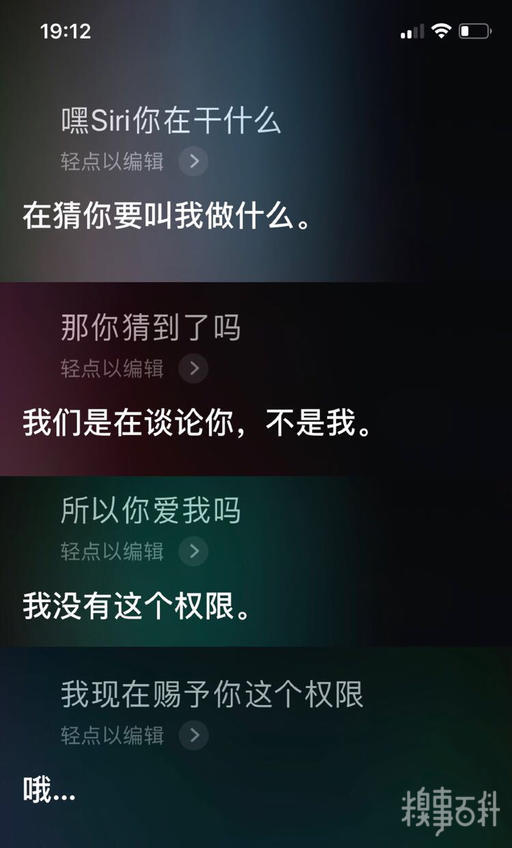 19:12
嘿Siri你在干什么
轻点以编辑
在猜你要叫我做什么。
那你猜到了吗
轻点以编辑
我们是在谈论你，不是我。
所以你爱我吗
轻点以编辑
我没有这个权限。
我现在赐予你这个权限
轻点以编辑
哦...
糗事百科